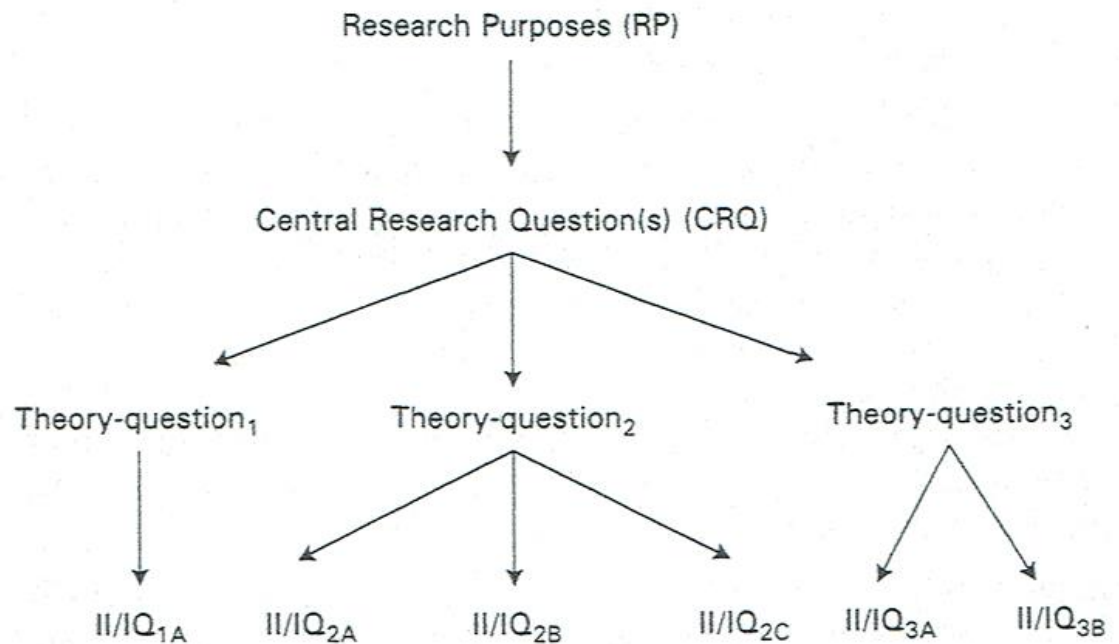 Research Purposes (RP)
Central Research Question(s) (CRQ)
Theory-question₁ Theory-question₂ Theory-question₃
II/IQ₁A II/IQ₂A II/IQ₂B II/IQ₂C II/IQ₃A II/IQ₃B